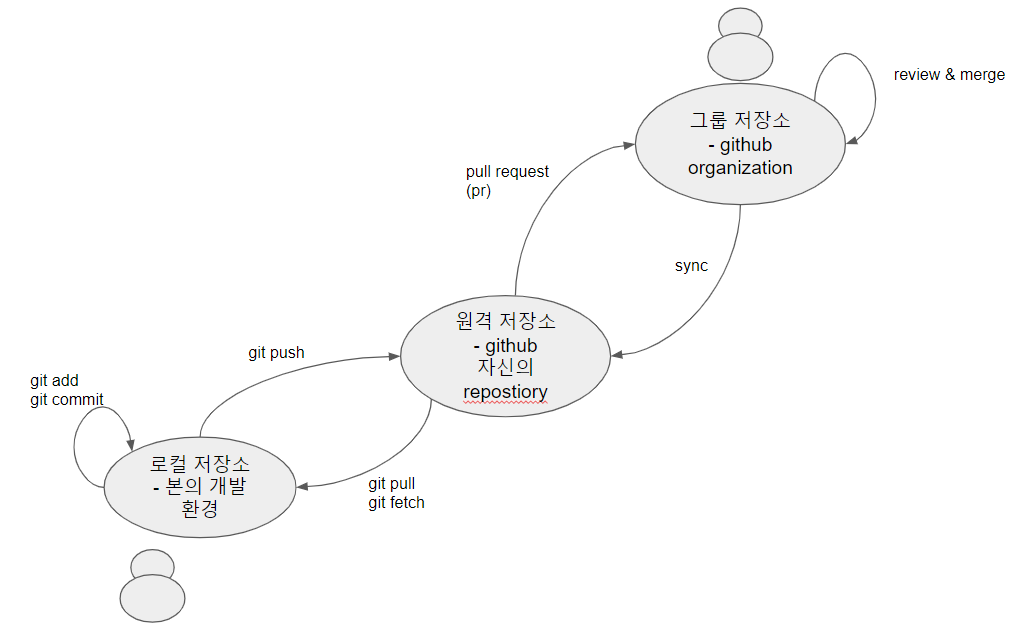 review & merge
그룹 저장소
- github
organization
pull request
(pr)
sync
원격 저장소
- github
자신의
repostiory
git push
git add
git commit
로컬 저장소
- 본의 개발
환경
git pull
git fetch